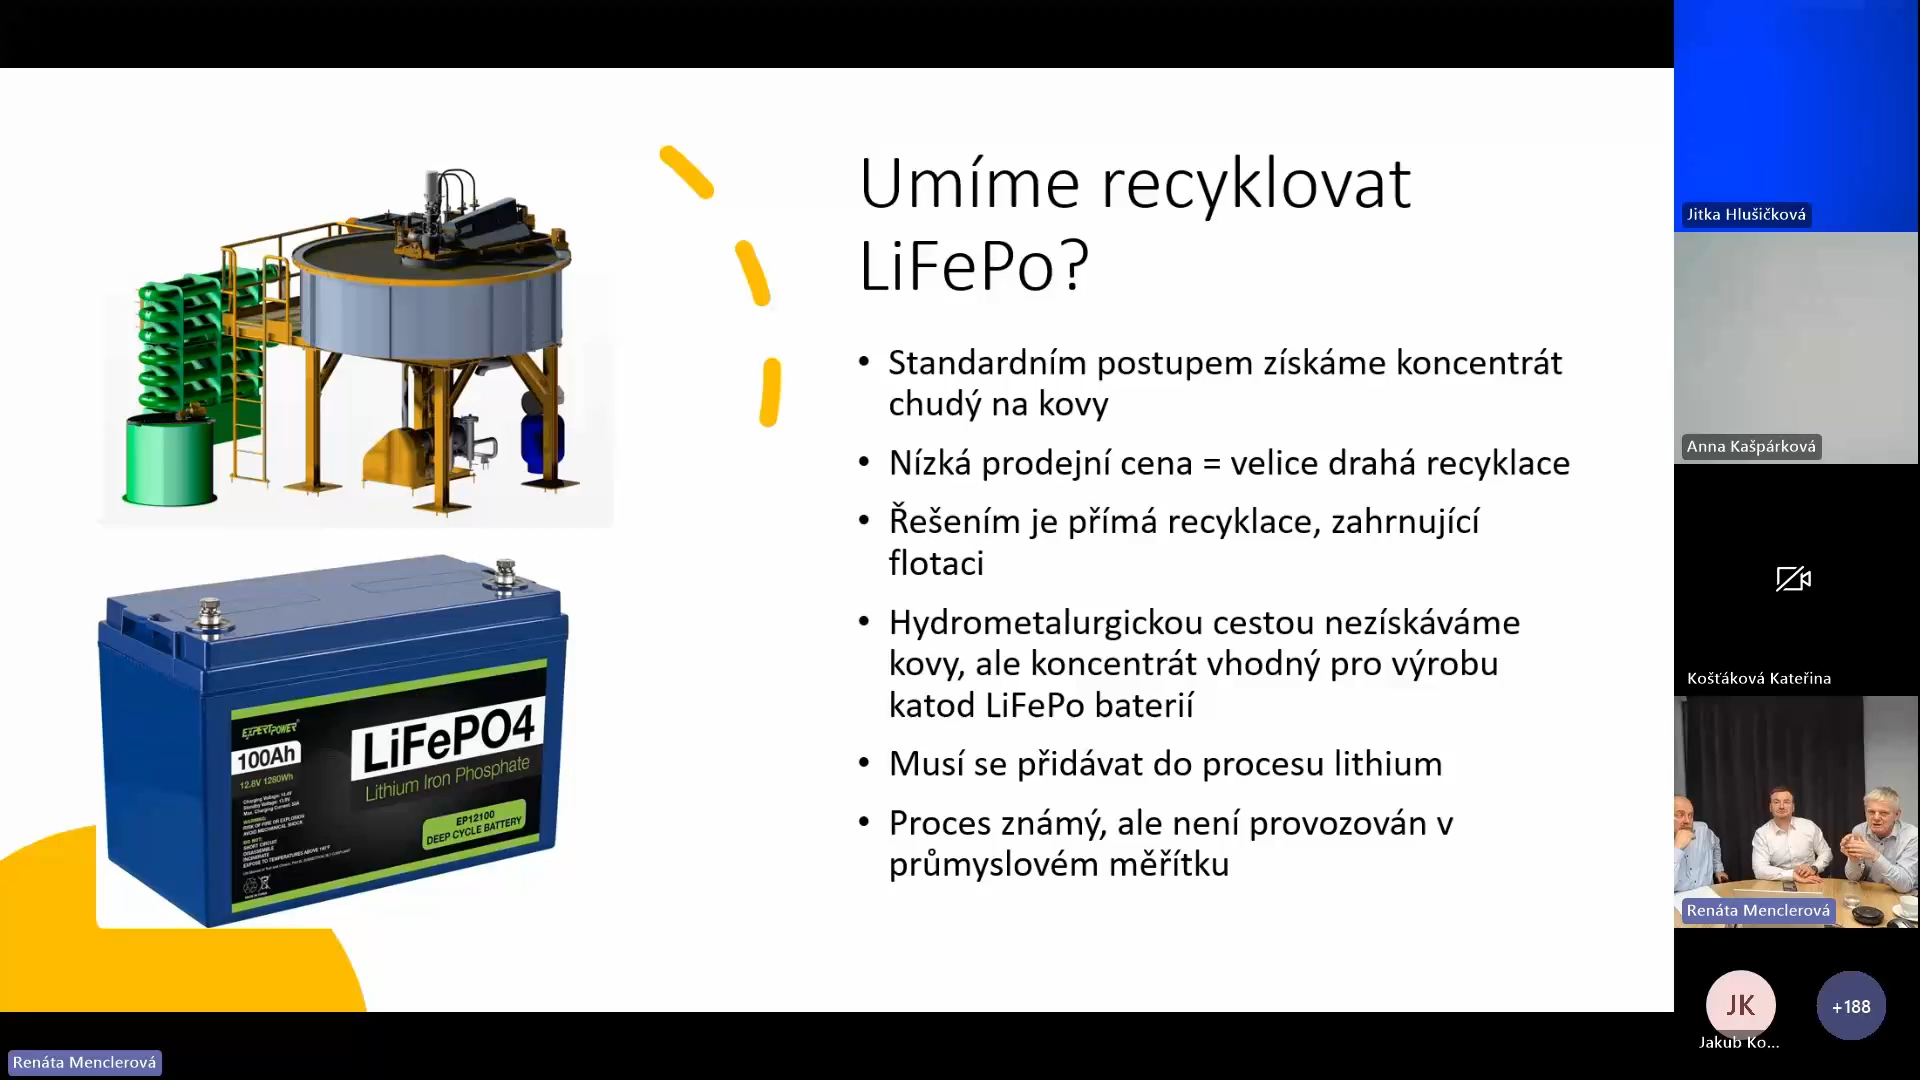 Umíme recyklovat
LiFePo?
• Standardním postupem získáme koncentrát
chudý na kovy
• Nízká prodejní cena = velice drahá recyklace
• Řešením je přímá recyklace, zahrnující
flotaci
• Hydrometalurgickou cestou nezískáváme
kovy, ale koncentrát vhodný pro výrobu
katod LiFePo baterií
• Musí se přidávat do procesu lithium
• Proces známý, ale není provozován v
průmyslovém měřítku
EXPERTPOWER
100Ah
12.8V 1280Wh
LiFePO4
Lithium Iron Phosphate
EP12100
DEEP CYCLE BATTERY
Jitka Hlušičková
Anna Kašpárková
Košťáková Kateřina
Renáta Menclerová
JK
Jakub Ko...
+188
Renáta Menclerová